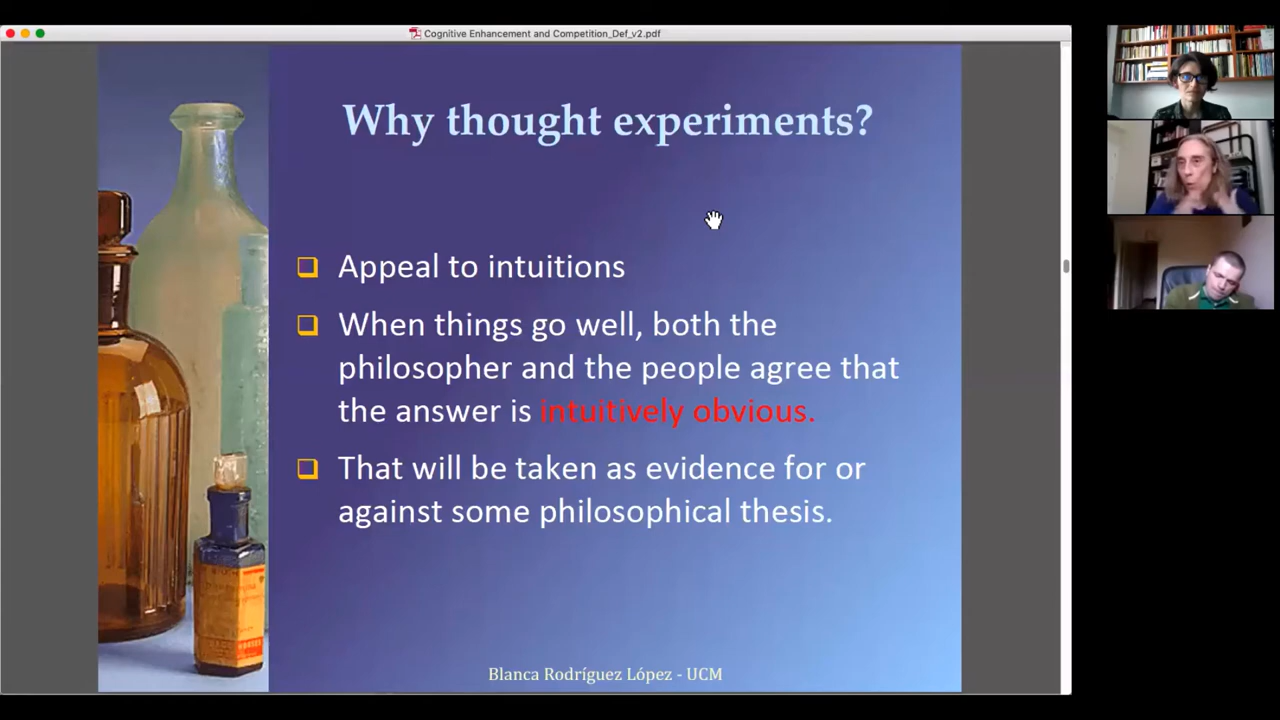 Cognitive Enhancement and Competition_Def_v2.pdf
Why thought experiments?
Appeal to intuitions
When things go well, both the
philosopher and the people agree that
the answer is intuitively obvious.
That will be taken as evidence for or
against some philosophical thesis.
Blanca Rodríguez López - UCM